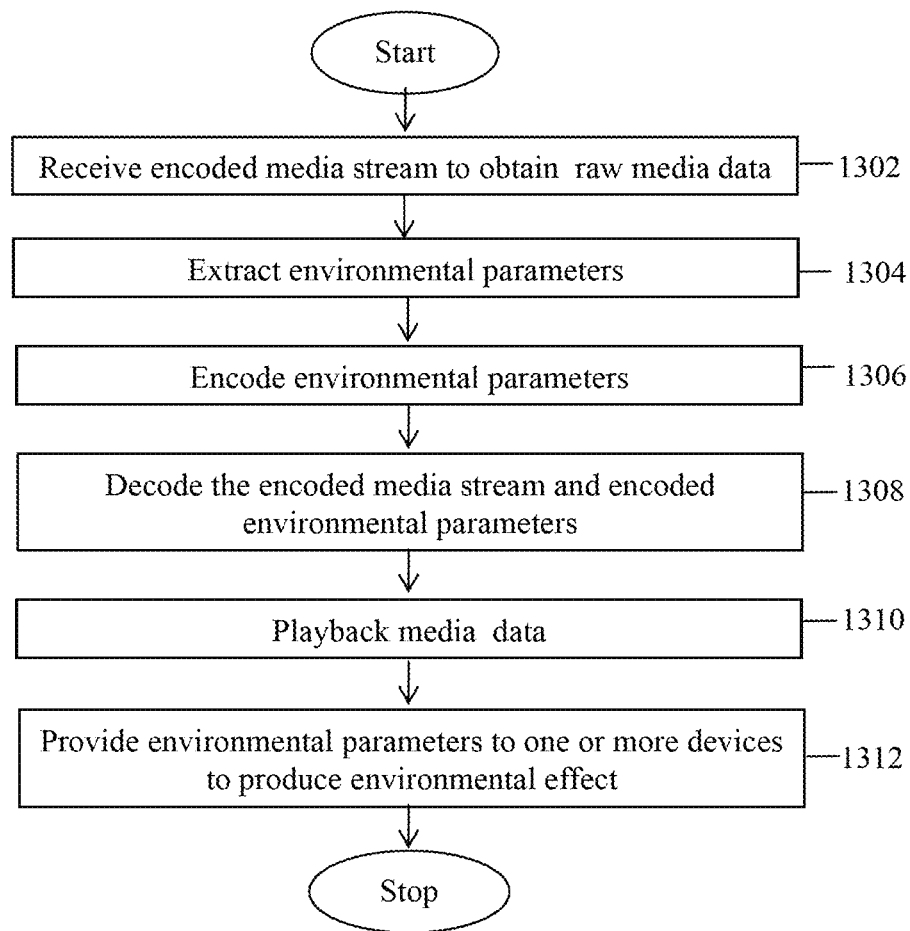 Start
Receive encoded media stream to obtain raw media data
1302
Extract environmental parameters
1304
Encode environmental parameters
1306
Decode the encoded media stream and encoded
environmental parameters
1308
Playback media data
1310
Provide environmental parameters to one or more devices
to produce environmental effect
1312
Stop